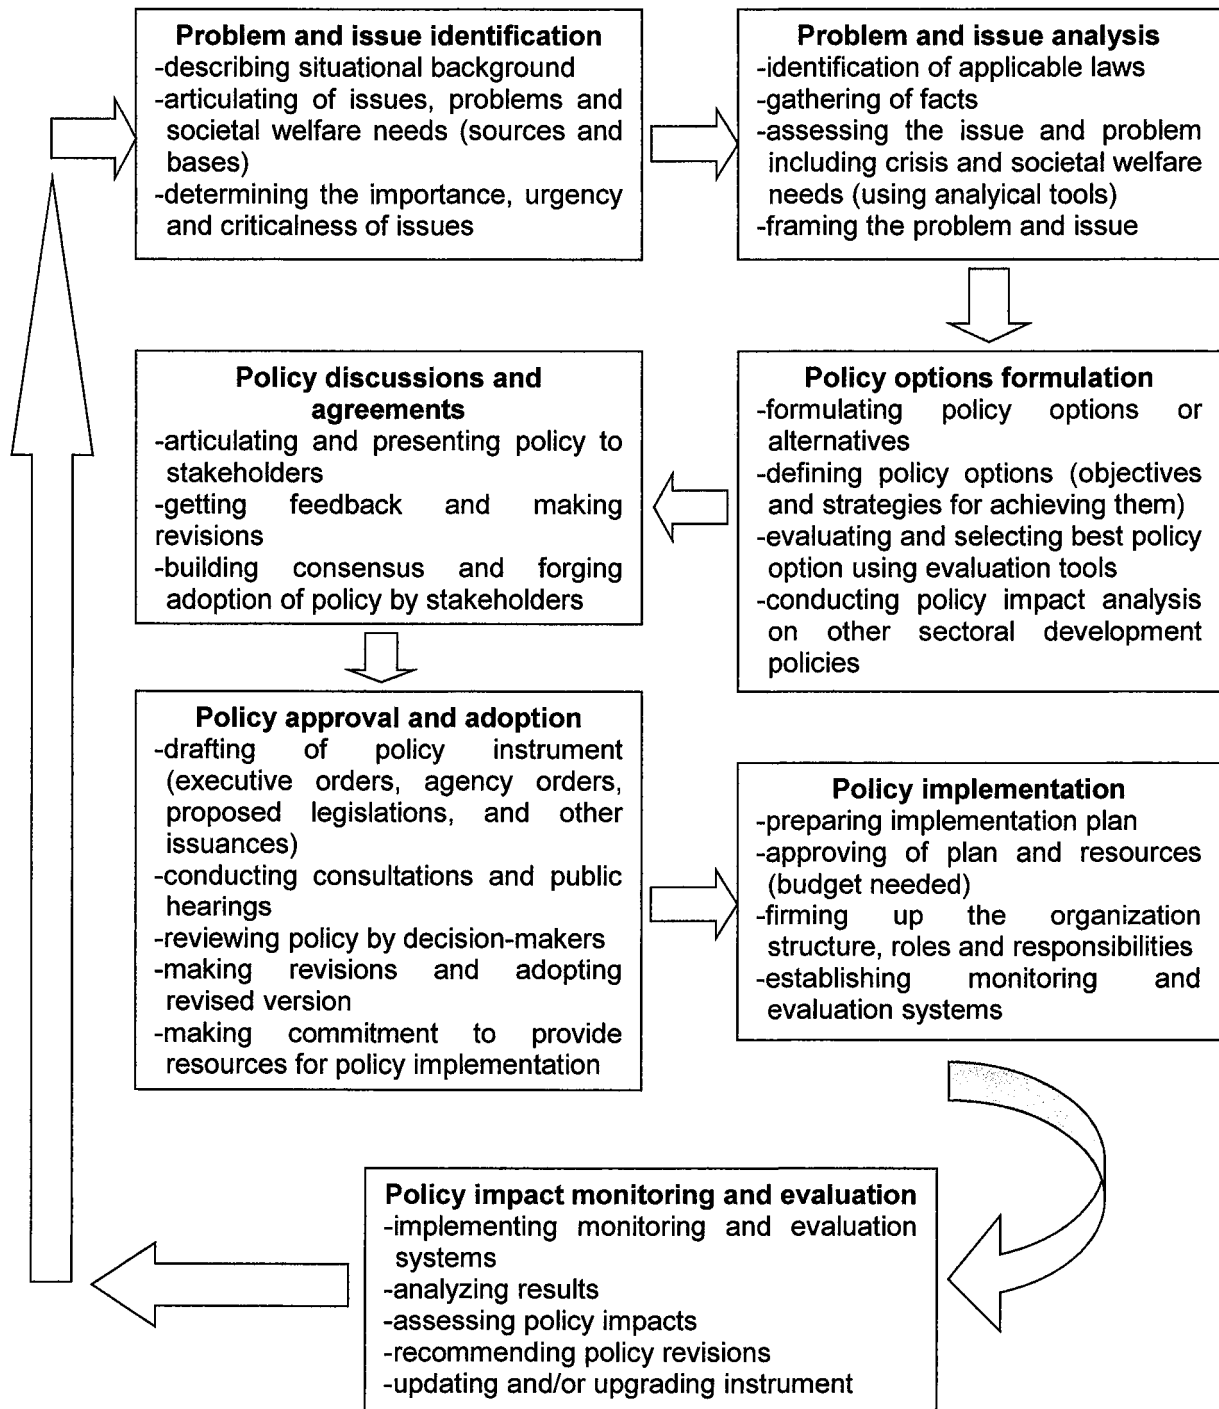 Problem and issue identification
-describing situational background
-articulating of issues, problems and
societal welfare needs (sources and
bases)
-determining the importance, urgency
and criticalness of issues
Problem and issue analysis
-identification of applicable laws
-gathering of facts
-assessing the issue and problem
including crisis and societal welfare
needs (using analyical tools)
-framing the problem and issue
Policy options formulation
-formulating policy options or
alternatives
-defining policy options (objectives
and strategies for achieving them)
-evaluating and selecting best policy
option using evaluation tools
-conducting policy impact analysis
on other sectoral development
policies
Policy discussions and
agreements
-articulating and presenting policy to
stakeholders
-getting feedback and making
revisions
-building consensus and forging
adoption of policy by stakeholders
Policy approval and adoption
-drafting of policy instrument
(executive orders, agency orders,
proposed legislations, and other
issuances)
-conducting consultations and public
hearings
-reviewing policy by decision-makers
-making revisions and adopting
revised version
-making commitment to provide
resources for policy implementation
Policy implementation
-preparing implementation plan
-approving of plan and resources
(budget needed)
-firming up the organization
structure, roles and responsibilities
-establishing monitoring and
evaluation systems
Policy impact monitoring and evaluation
-implementing monitoring and evaluation
systems
-analyzing results
-assessing policy impacts
-recommending policy revisions
-updating and/or upgrading instrument